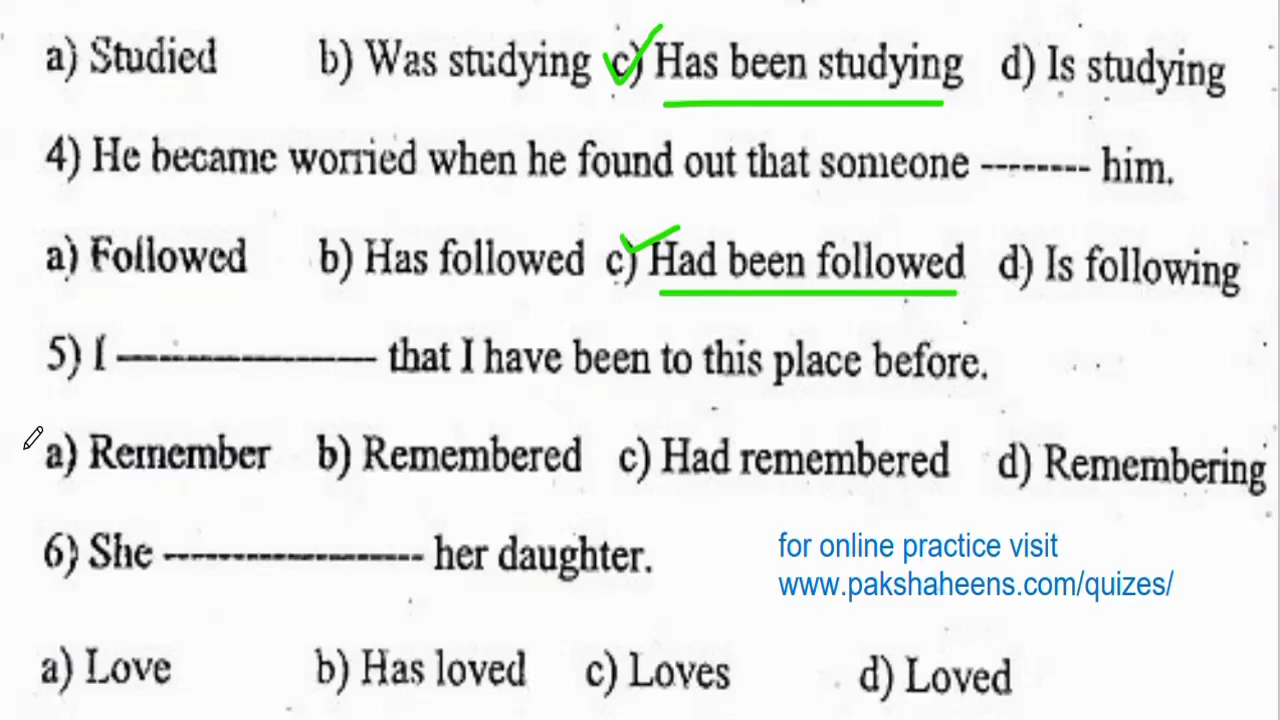 a) Studied b) Was studying c) Has been studying d) Is studying
4) He became worried when he found out that someone -------- him.
a) Followed b) Has followed c) Had been followed d) Is following
5) I ------------------ that I have been to this place before.
a) Remember b) Remembered c) Had remembered d) Remembering
6) She ------------------ her daughter.
for online practice visit
www.pakshaheens.com/quizes/
a) Love b) Has loved c) Loves d) Loved